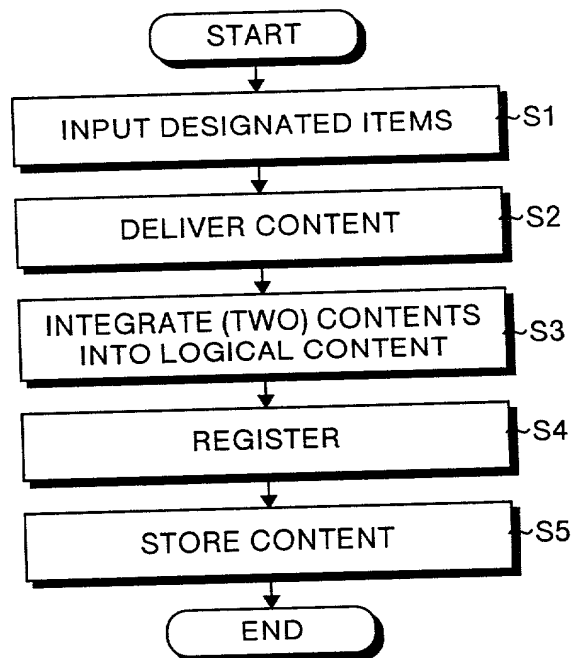 START
INPUT DESIGNATED ITEMS
S1
DELIVER CONTENT
S2
INTEGRATE (TWO) CONTENTS
INTO LOGICAL CONTENT
S3
REGISTER
S4
STORE CONTENT
S5
END